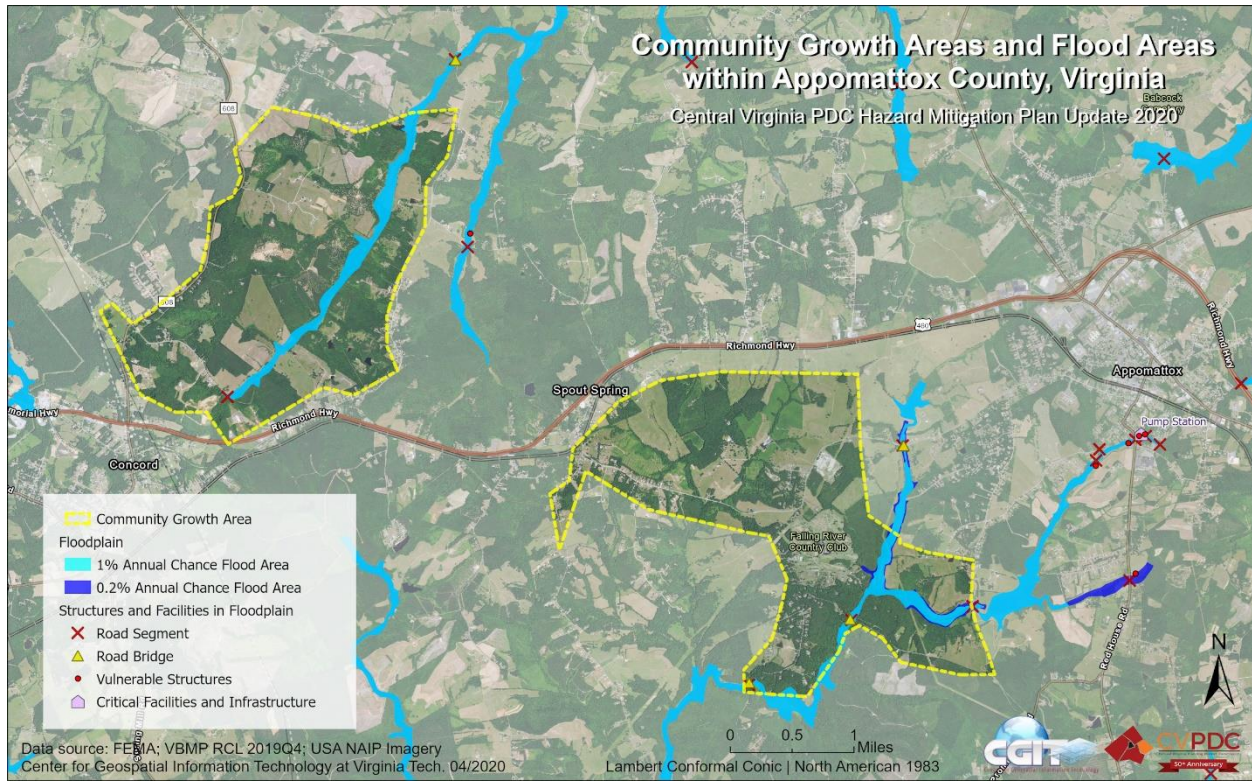 Community Growth Areas and Flood Areas
within Appomattox County, Virginia
Central Virginia PDC Hazard Mitigation Plan Update 2020
Babcock
608
608
Richmond Hwy
460
Richmond Hwy
Appomattox
Spout Spring
Pump Station
morial Hwy
Richmond Hwy
Concord
Falling River
Country Club
Red House Rd
Community Growth Area
Floodplain
1% Annual Chance Flood Area
0.2% Annual Chance Flood Area
Structures and Facilities in Floodplain
Road Segment
Road Bridge
Vulnerable Structures
Critical Facilities and Infrastructure
N
0 0.5 1
Miles
Data source: FEMA; VBMP RCL 2019Q4; USA NAIP Imagery
Center for Geospatial Information Technology at Virginia Tech. 04/2020
Lambert Conformal Conic | North American 1983
CGIT
CVPDC
50th Anniversary